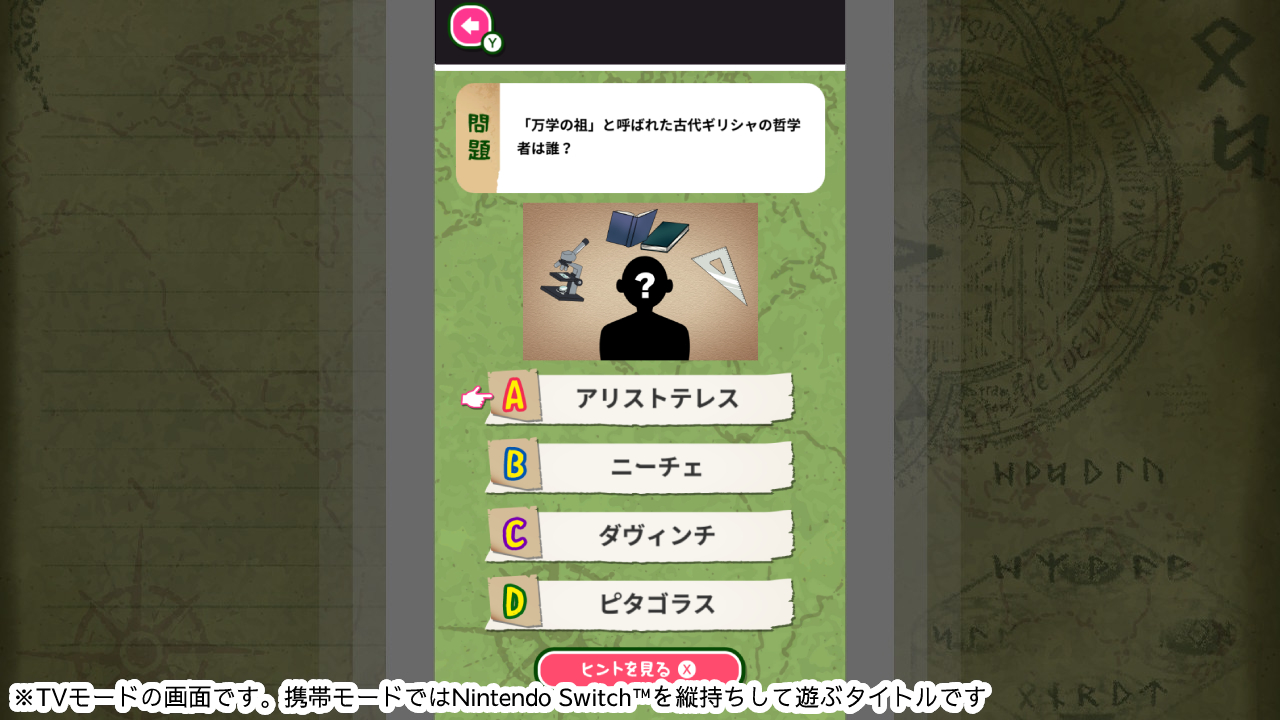 Y
問題
「万学の祖」と呼ばれた古代ギリシャの哲学
者は誰？
?
A アリストテレス
B ニーチェ
C ダヴィンチ
D ピタゴラス
ヒントを見る X
※TVモードの画面です。携帯モードではNintendo Switch™を縦持ちして遊ぶタイトルです